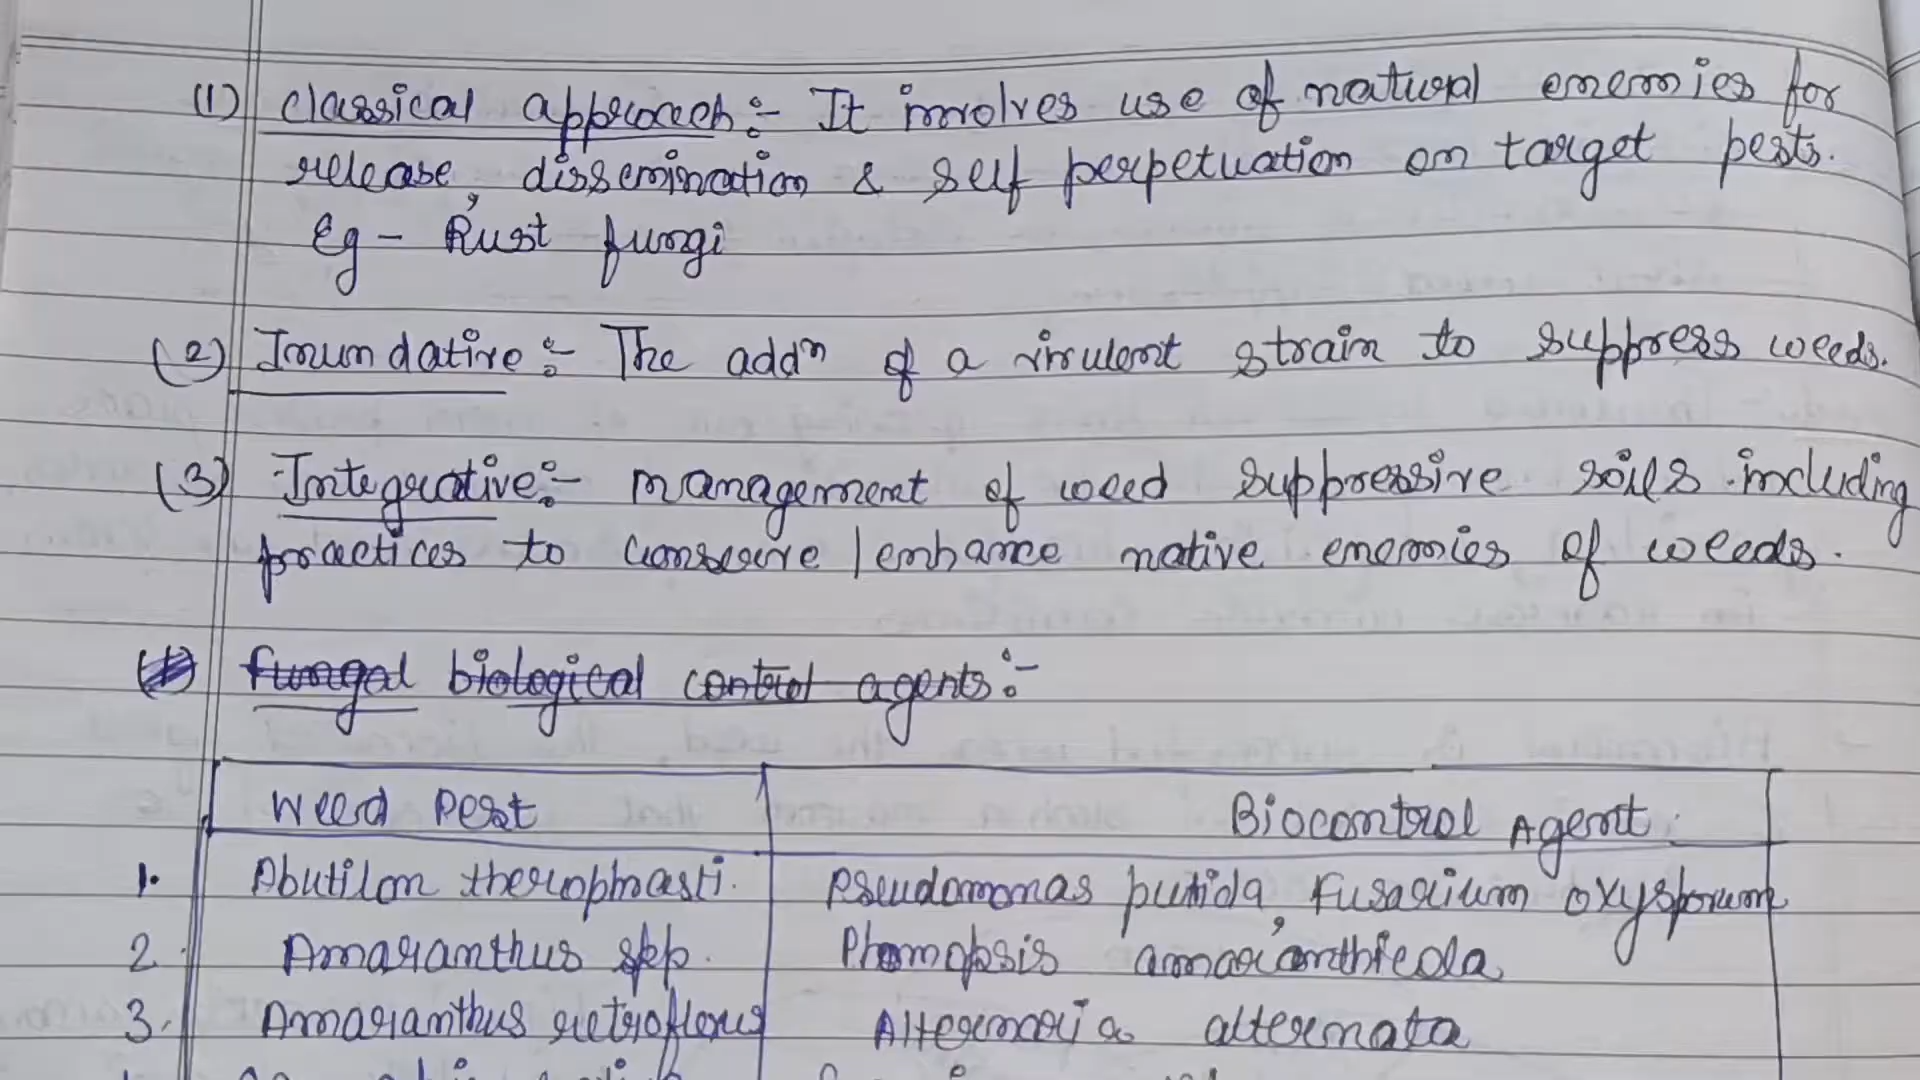 (1) Classical approach :- It involves use of natural enemies for
release, dissemination & self perpetuation on target pests.
Eg - Rust fungi
(2) Inundative :- The addn of a virulent strain to suppress weeds.
(3) Integrative :- management of weed suppressive soils including
practices to conserve / enhance native enemies of weeds.
fungal biological control agents :-
Weed Pest Biocontrol Agent
1. Abutilon therophrasti. Pseudomonas putida, Fusarium oxysporum
2. Amaranthus spp. Phomopsis amaranthicola
3. Amaranthus retroflexus Alternaria alternata